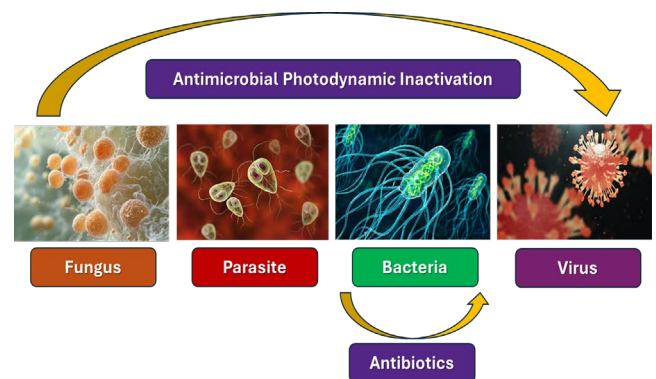 Antimicrobial Photodynamic Inactivation
Fungus
Parasite
Bacteria
Virus
Antibiotics